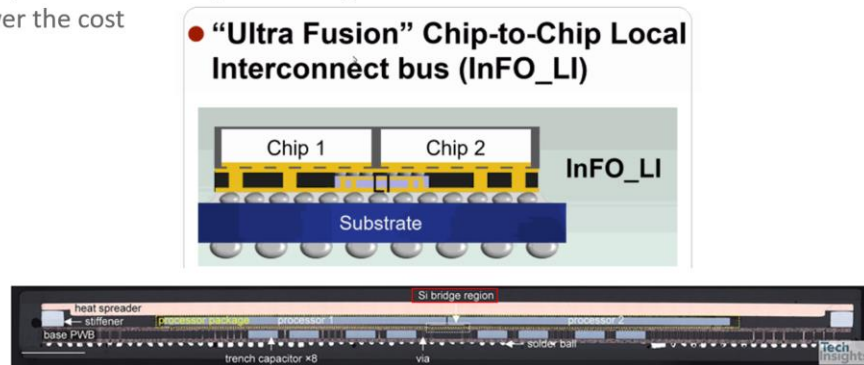 er the cost
● “Ultra Fusion” Chip-to-Chip Local
Interconnect bus (InFO_LI)
Chip 1
Chip 2
InFO_LI
Substrate
Si bridge region
heat spreader
stiffener
processor package
processor 1
processor 2
base PWB
trench capacitor ×8
via
solder ball
Tech
Insights